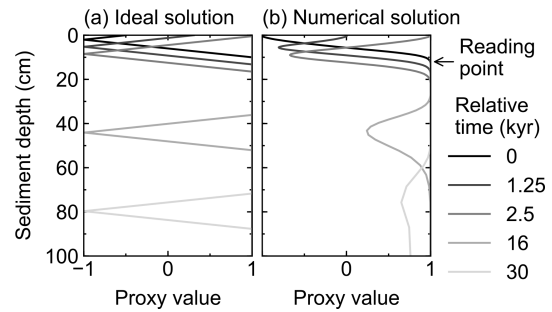 (a) Ideal solution
(b) Numerical solution
Sediment depth (cm)
0
20
40
60
80
100
−1
0
1
0
1
Proxy value
Proxy value
Reading
point
Relative
time (kyr)
0
1.25
2.5
16
30